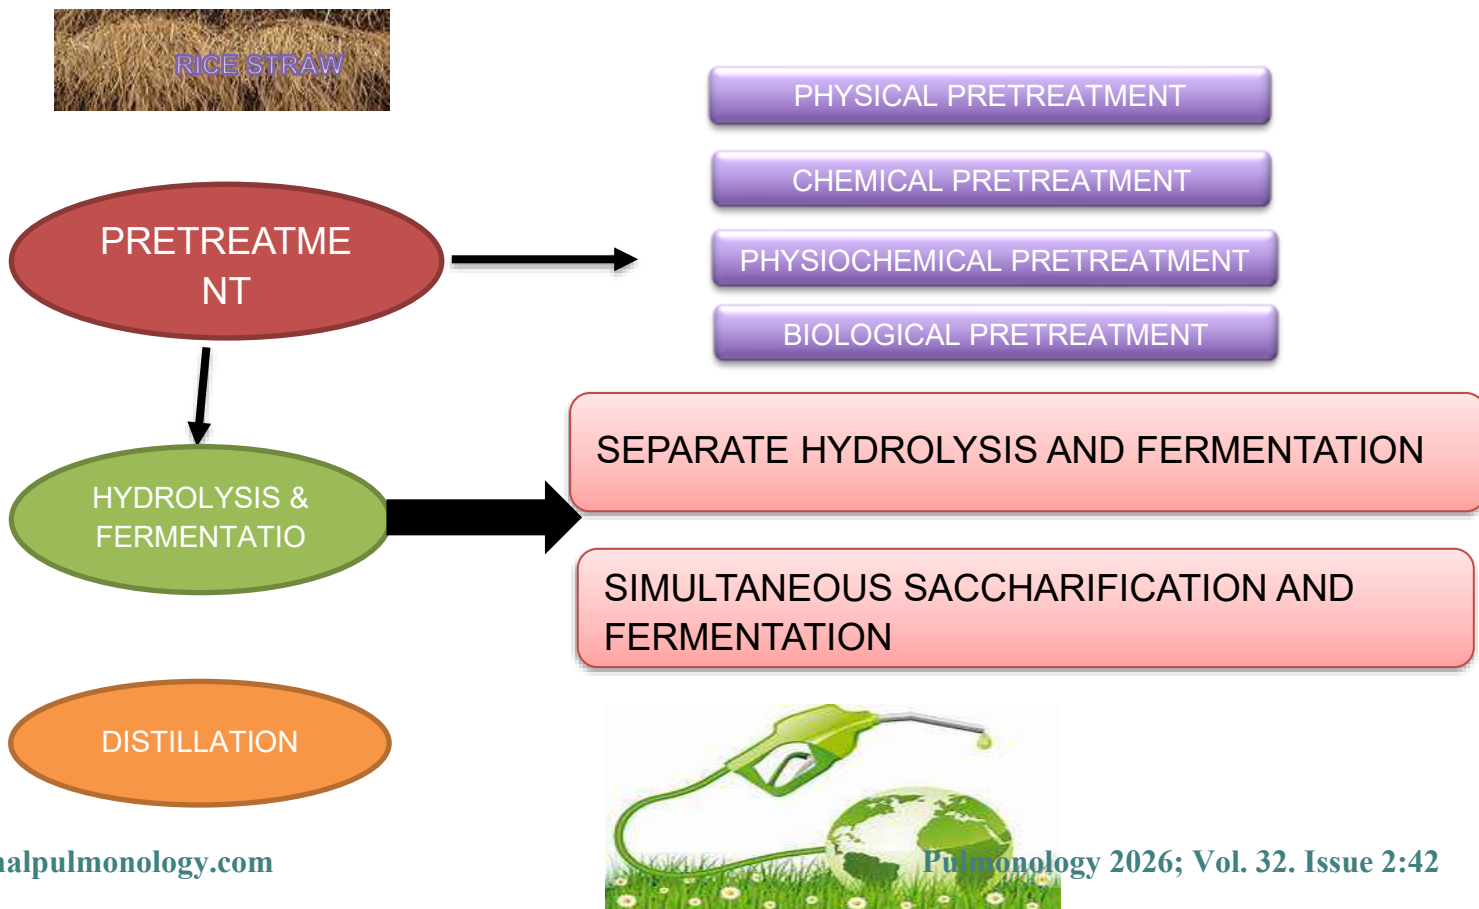 RICE STRAW
PHYSICAL PRETREATMENT
CHEMICAL PRETREATMENT
PRETREATME
NT
PHYSIOCHEMICAL PRETREATMENT
BIOLOGICAL PRETREATMENT
SEPARATE HYDROLYSIS AND FERMENTATION
HYDROLYSIS &
FERMENTATIO
SIMULTANEOUS SACCHARIFICATION AND
FERMENTATION
DISTILLATION
nalpulmonology.com
Pulmonology 2026; Vol. 32. Issue 2:42